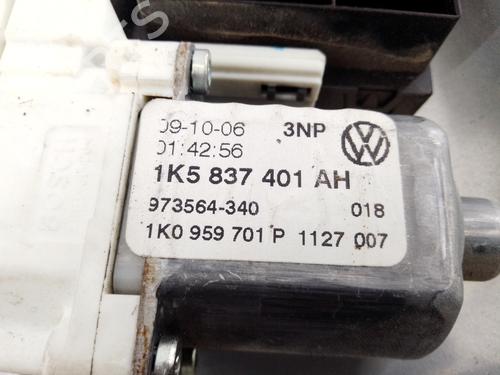 09-10-06 3NP
01:42:56
1K5 837 401 AH
973564-340 018
1K0 959 701 P 1127 007